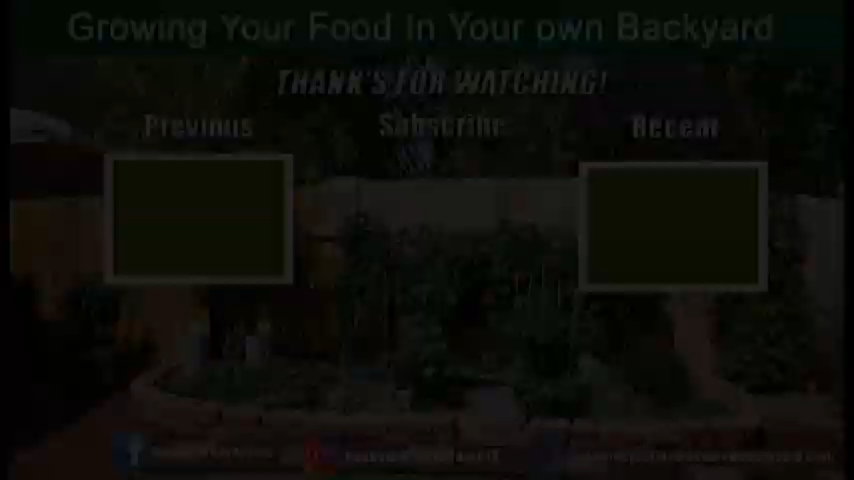 Growing Your Food In Your own Backyard
THANK'S FOR WATCHING!
Previous
Subscribe
Recent